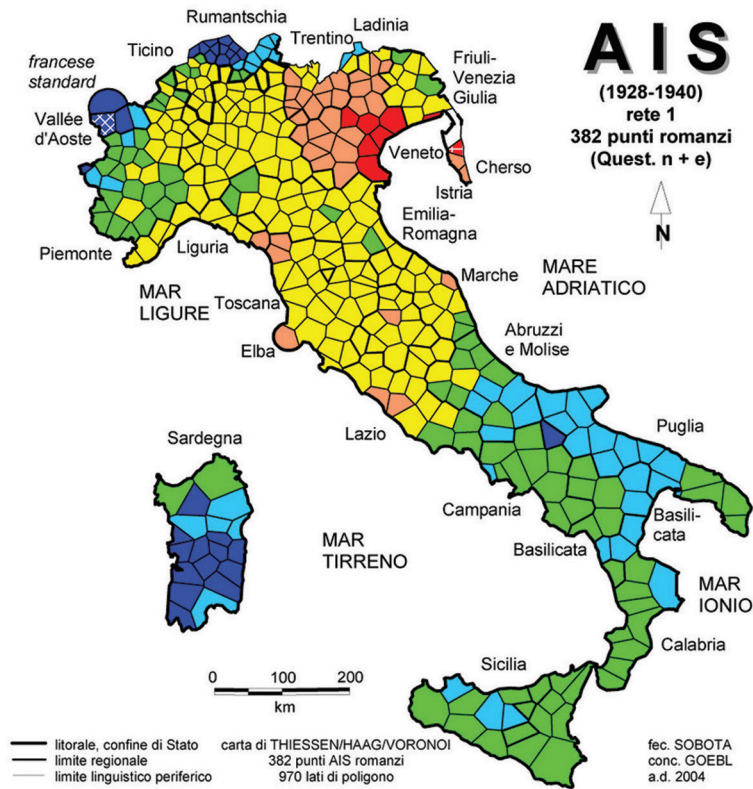 Rumantschia
Ladinia
Ticino
Trentino
francese
standard
Friuli-
Venezia
Giulia
Vallée
d'Aoste
AIS
(1928-1940)
rete 1
382 punti romanzi
(Quest. n + e)
N
Veneto
Cherso
Istria
Emilia-
Romagna
Piemonte
Liguria
MAR
LIGURE
Toscana
Marche
MARE
ADRIATICO
Elba
Abruzzi
e Molise
Lazio
Puglia
Sardegna
Campania
Basilicata
Basili-
cata
MAR
TIRRENO
MAR
IONIO
Calabria
Sicilia
0 100 200
km
litorale, confine di Stato
limite regionale
limite linguistico periferico
carta di THIESSEN/HAAG/VORONOI
382 punti AIS romanzi
970 lati di poligono
fec. SOBOTA
conc. GOEBL
a.d. 2004